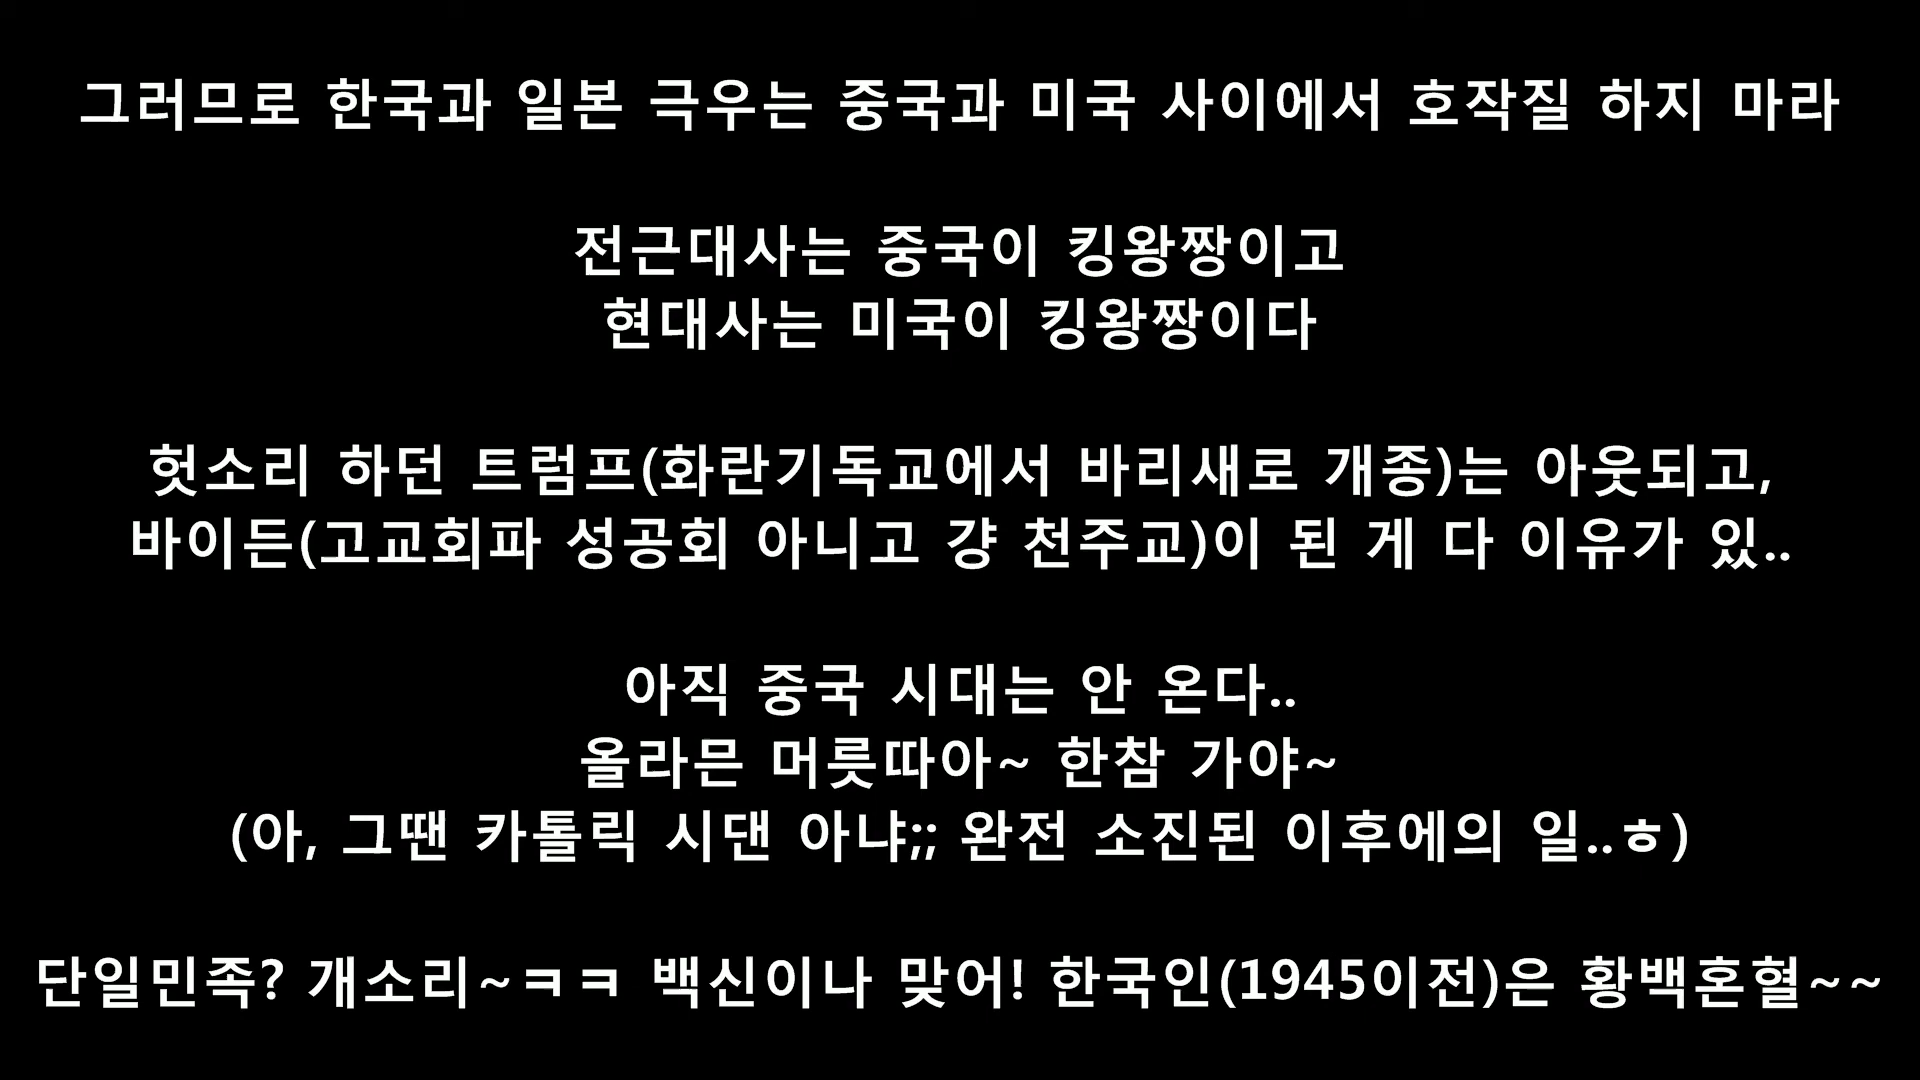 그러므로 한국과 일본 극우는 중국과 미국 사이에서 호작질 하지 마라
전근대사는 중국이 킹왕짱이고
현대사는 미국이 킹왕짱이다
헛소리 하던 트럼프(화란기독교에서 바리새로 개종)는 아웃되고,
바이든(고교회파 성공회 아니고 걍 천주교)이 된 게 다 이유가 있..
아직 중국 시대는 안 온다..
올라믄 머릇따아~ 한참 가야~
(아, 그땐 카톨릭 시댄 아냐;; 완전 소진된 이후에의 일..ㅎ)
단일민족? 개소리~ㅋㅋ 백신이나 맞어! 한국인(1945이전)은 황백혼혈~~